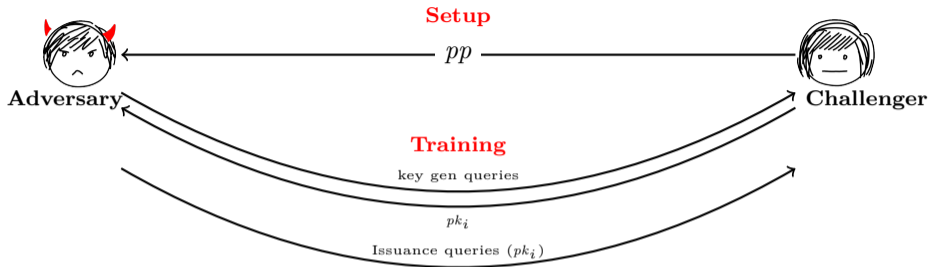 Setup
pp
Adversary
Challenger
Training
key gen queries
pk_i
Issuance queries (pk_i)